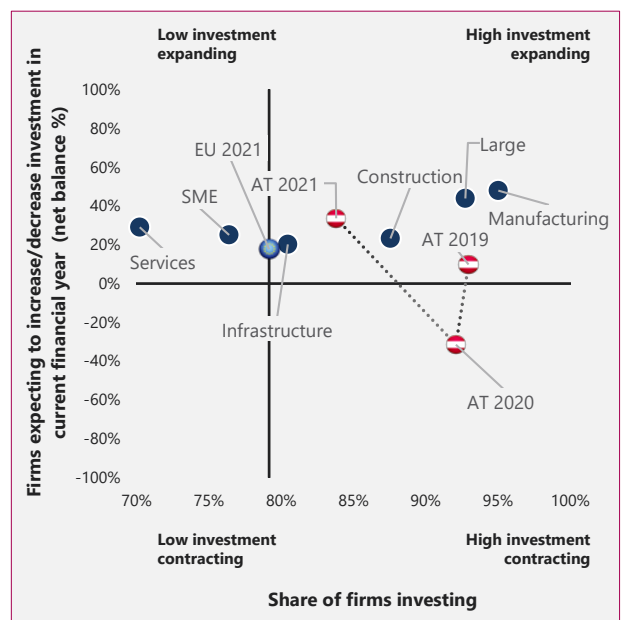 Low investment
expanding
High investment
expanding
Firms expecting to increase/decrease investment in
current financial year (net balance %)
100%
80%
60%
40%
20%
0%
-20%
-40%
-60%
-80%
-100%
EU 2021
AT 2021
SME
Services
Infrastructure
Construction
Large
Manufacturing
AT 2019
AT 2020
70%
75%
80%
85%
90%
95%
100%
Low investment
contracting
High investment
contracting
Share of firms investing